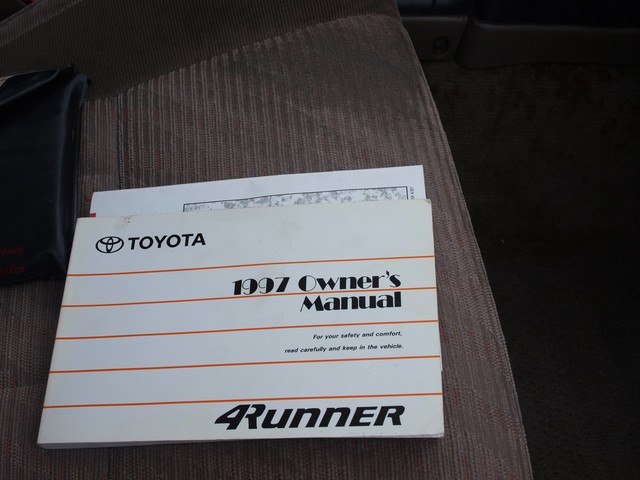 TOYOTA
1997 Owner's
Manual
For your safety and comfort,
read carefully and keep in the vehicle.
4RUNNER